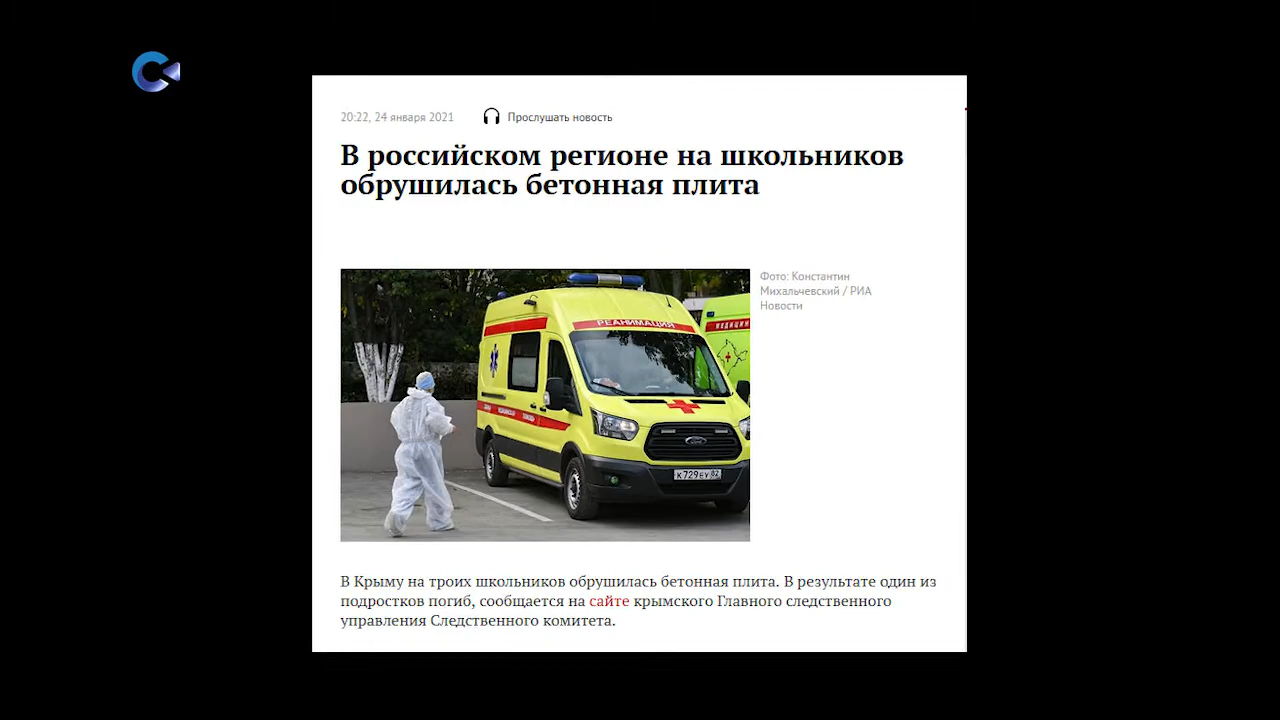 20:22, 24 января 2021 Прослушать новость
В российском регионе на школьников
обрушилась бетонная плита
Фото: Константин
Михальчевский / РИА
Новости
РЕАНИМАЦИЯ
К729ЕУ 82
В Крыму на троих школьников обрушилась бетонная плита. В результате один из
подростков погиб, сообщается на сайте крымского Главного следственного
управления Следственного комитета.